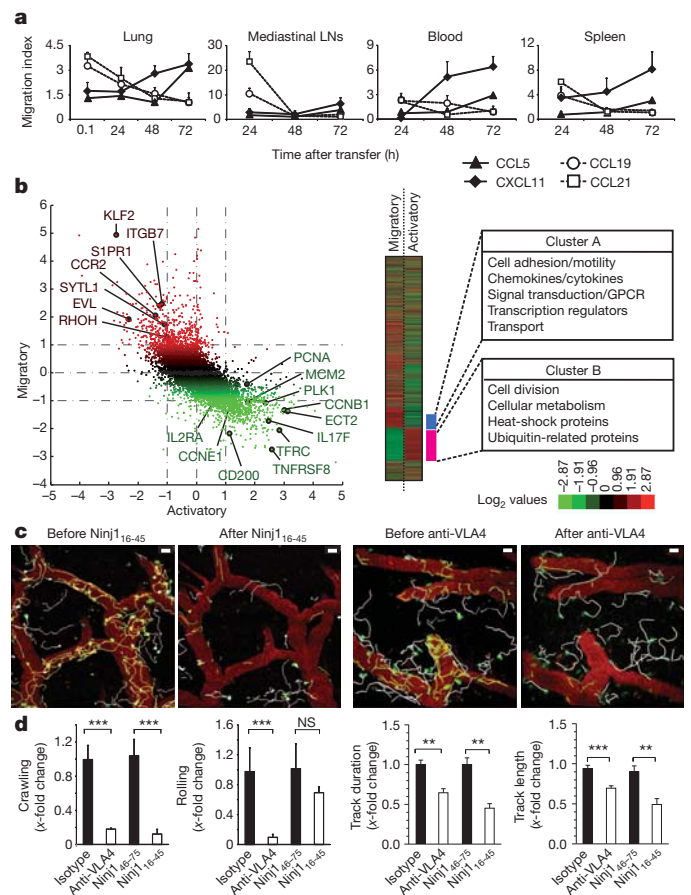 a
Lung
Mediastinal LNs
Blood
Spleen
Migration index
4.5
3.0
1.5
0
30
20
10
0
9
6
3
0
12
8
4
0
0.1 24 48 72
24 48 72
24 48 72
24 48 72
Time after transfer (h)
CCL5
CCL19
CXCL11
CCL21
b
Migratory
6
5
4
3
2
1
0
−1
−2
−3
−4
KLF2
ITGB7
S1PR1
CCR2
SYTL1
EVL
RHOH
PCNA
MCM2
PLK1
CCNB1
ECT2
IL17F
TFRC
TNFRSF8
CD200
CCNE1
IL2RA
−5 −4 −3 −2 −1 0 1 2 3 4 5
Activatory
Migratory
Activatory
Cluster A
Cell adhesion/motility
Chemokines/cytokines
Signal transduction/GPCR
Transcription regulators
Transport
Cluster B
Cell division
Cellular metabolism
Heat-shock proteins
Ubiquitin-related proteins
−2.87
−1.91
−0.96
0
0.96
1.91
2.87
Log2 values
c
Before Ninj116-45
After Ninj116-45
Before anti-VLA4
After anti-VLA4
d
Crawling
(x-fold change)
1.2
0.8
0.4
0
***
***
Isotype
Anti-VLA4
Ninj146–75
Ninj116-45
Rolling
(x-fold change)
1.6
1.2
0.8
0.4
0
***
NS
Isotype
Anti-VLA4
Ninj146–75
Ninj116-45
Track duration
(x-fold change)
1.5
1.0
0.5
0
**
**
Isotype
Anti-VLA4
Ninj146–75
Ninj116-45
Track length
(x-fold change)
1.5
1.0
0.5
0
***
**
Isotype
Anti-VLA4
Ninj146–75
Ninj116-45